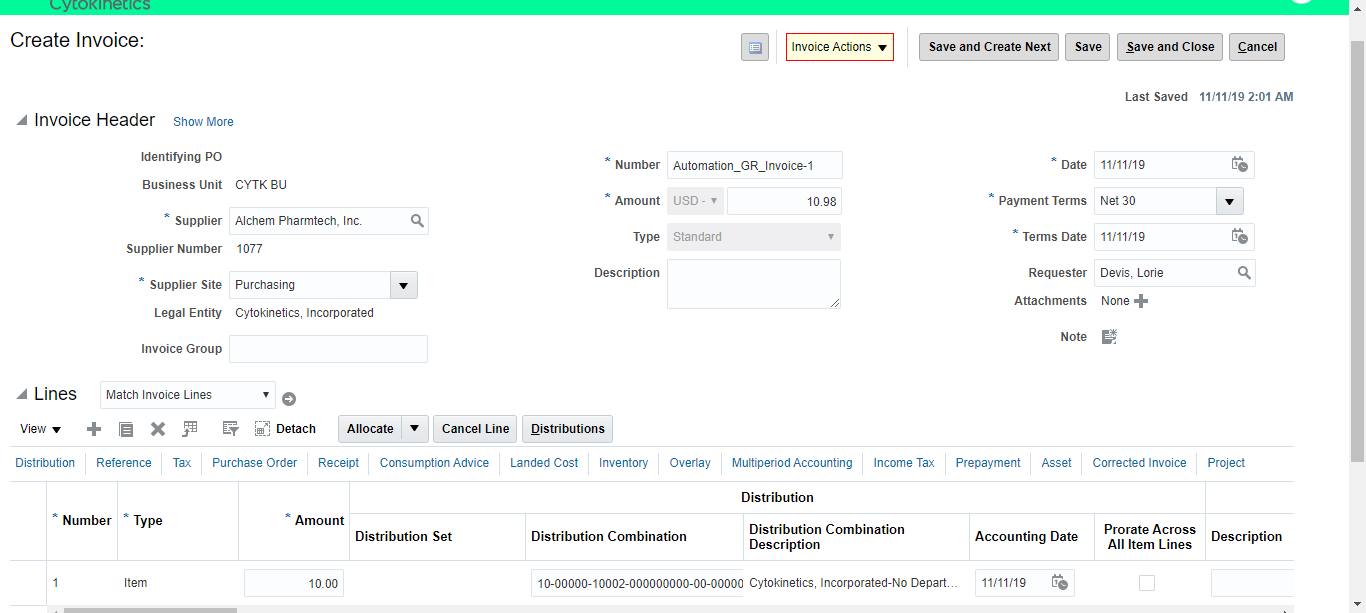 Cytokinetics
Create Invoice:
Invoice Actions
Save and Create Next
Save
Save and Close
Cancel
Last Saved 11/11/19 2:01 AM
Invoice Header Show More
Identifying PO
Business Unit CYTK BU
* Supplier Alchem Pharmtech, Inc.
Supplier Number 1077
* Supplier Site Purchasing
Legal Entity Cytokinetics, Incorporated
Invoice Group
* Number Automation_GR_Invoice-1
* Amount USD - 10.98
Type Standard
Description
* Date 11/11/19
* Payment Terms Net 30
* Terms Date 11/11/19
Requester Devis, Lorie
Attachments None
Note
Lines Match Invoice Lines
View Detach Allocate Cancel Line Distributions
Distribution Reference Tax Purchase Order Receipt Consumption Advice Landed Cost Inventory Overlay Multiperiod Accounting Income Tax Prepayment Asset Corrected Invoice Project
* Number * Type * Amount
Distribution
Distribution Set
Distribution Combination
Distribution Combination
Description
Accounting Date
Prorate Across
All Item Lines
Description
1 Item 10.00 10-00000-10002-000000000-00-00000 Cytokinetics, Incorporated-No Depart... 11/11/19